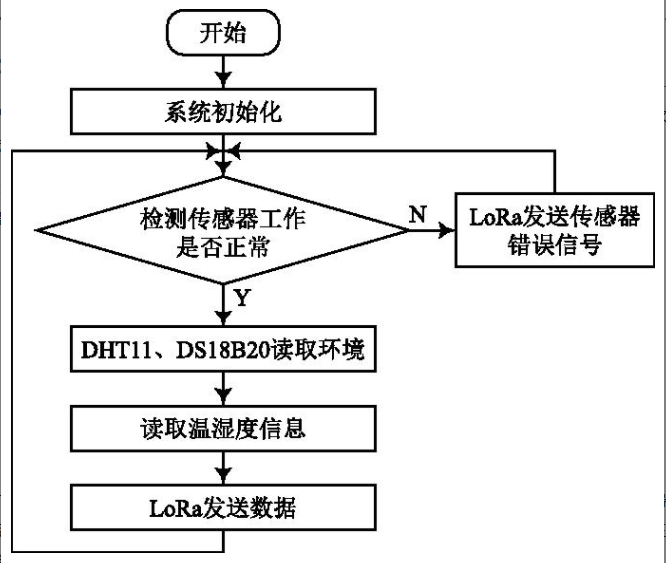 开始
系统初始化
检测传感器工作
是否正常
N
LoRa发送传感器
错误信号
Y
DHT11、DS18B20读取环境
读取温湿度信息
LoRa发送数据